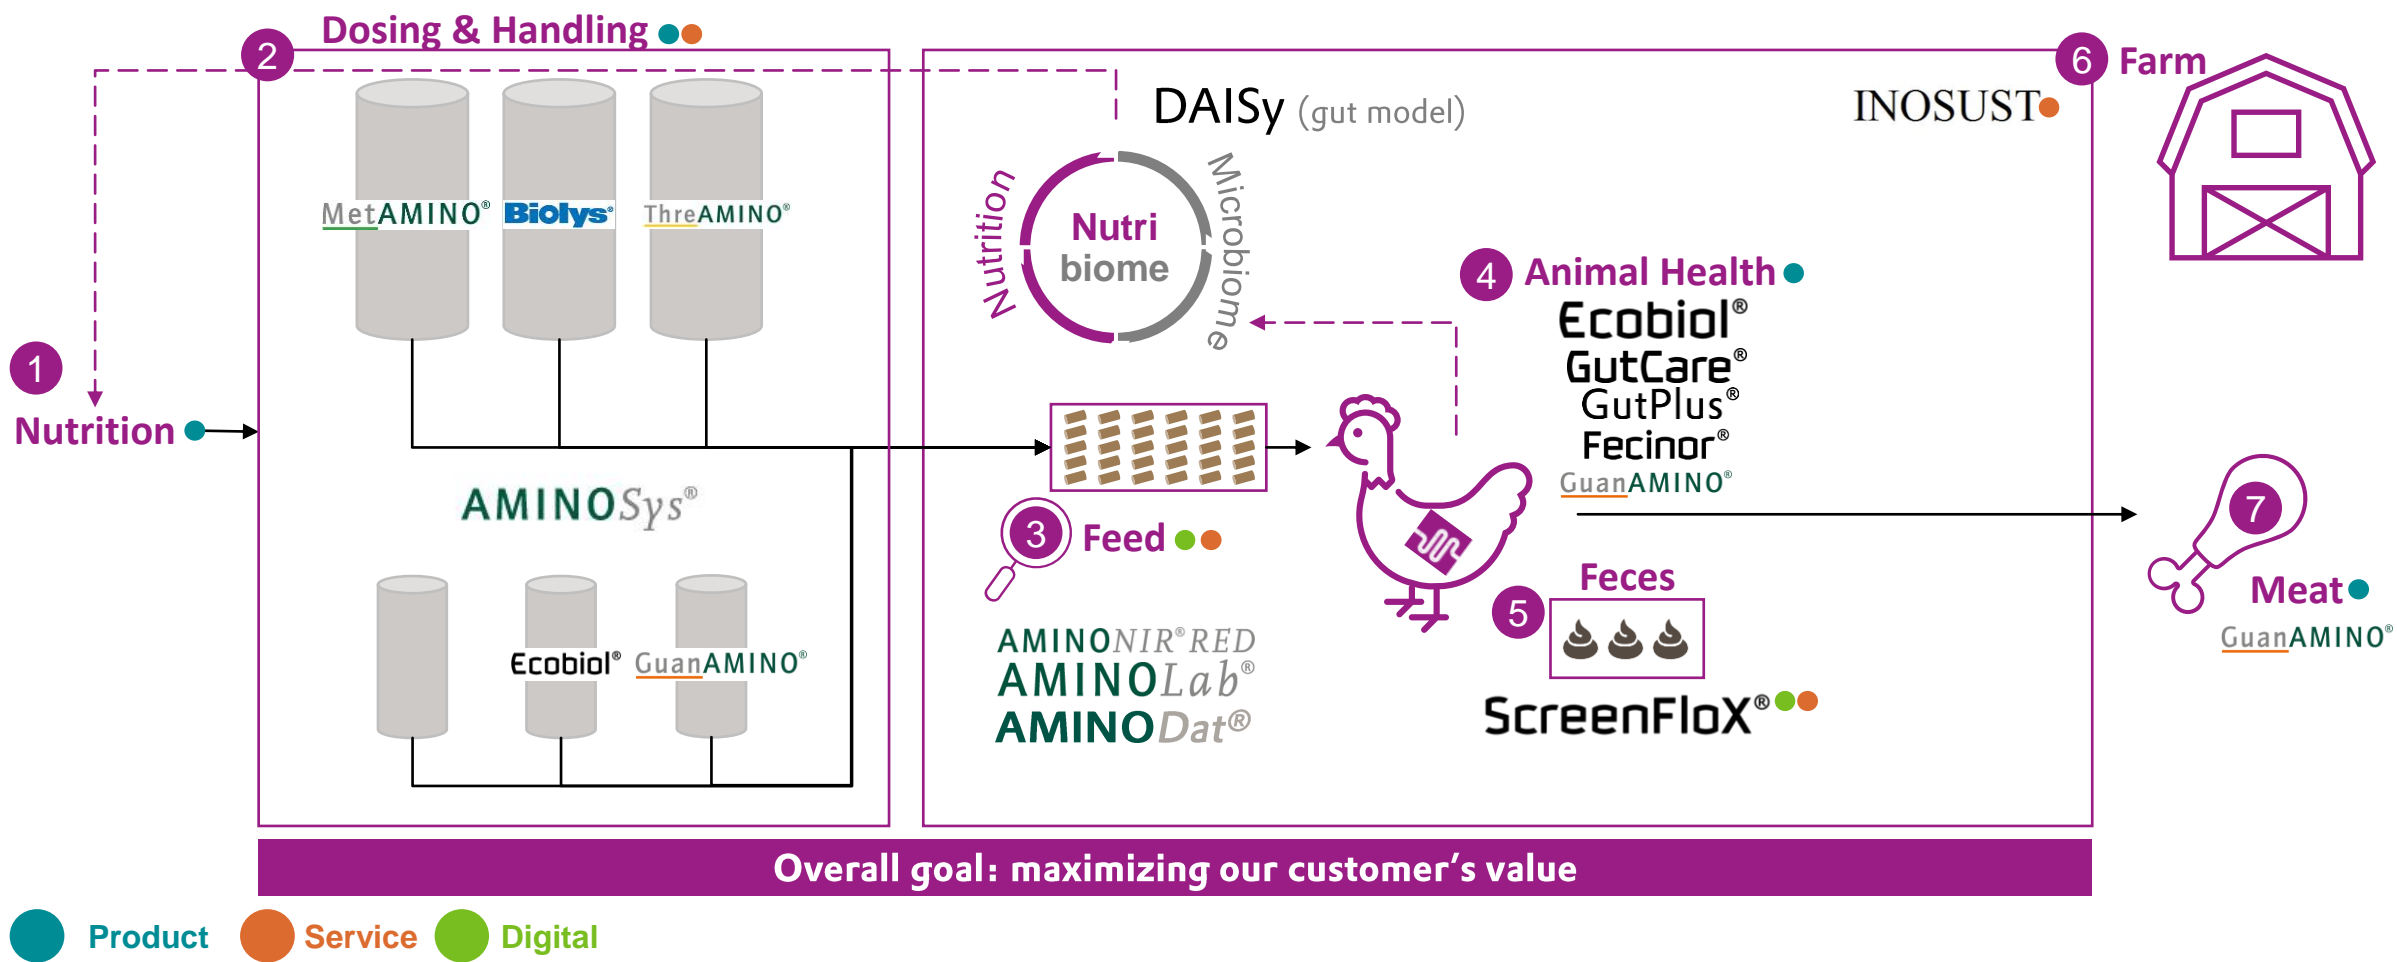 2
Dosing & Handling
MetAMINO®
Biolys®
ThreAMINO®
1
Nutrition
AMINOSys®
Ecobiol®
GuanAMINO®
DAISy (gut model)
INOSUST
Nutrition
Microbiome
Nutri
biome
4
Animal Health
Ecobiol®
GutCare®
GutPlus®
Fecinor®
GuanAMINO®
3
Feed
AMINONIR® RED
AMINOLab®
AMINODat®
Feces
5
ScreenFloX®
6
Farm
7
Meat
GuanAMINO®
Overall goal: maximizing our customer's value
Product
Service
Digital